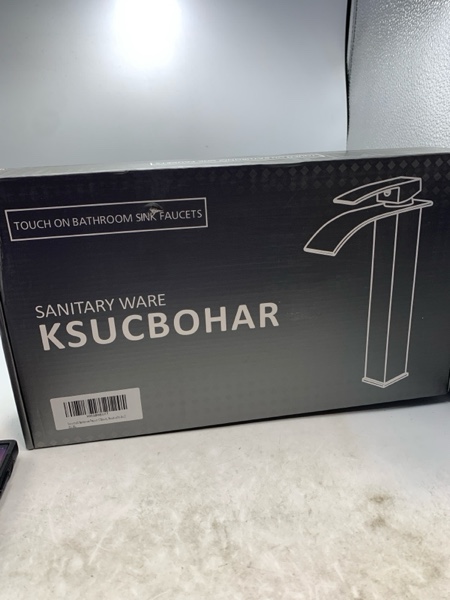 TOUCH ON BATHROOM SINK FAUCETS
SANITARY WARE
KSUCBOHAR